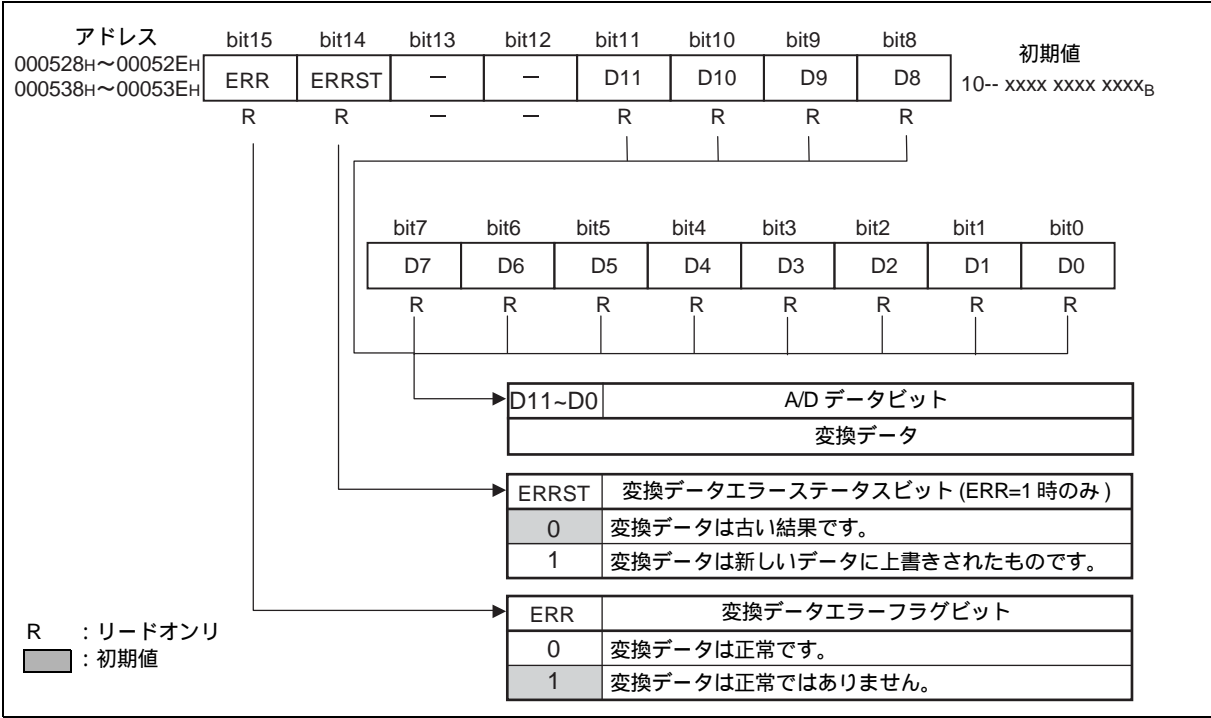 アドレス bit15 bit14 bit13 bit12 bit11 bit10 bit9 bit8 初期値
000528H～00052EH
000538H～00053EH
ERR ERRST － － D11 D10 D9 D8 10-- xxxx xxxx xxxxB
R R － － R R R R
bit7 bit6 bit5 bit4 bit3 bit2 bit1 bit0
D7 D6 D5 D4 D3 D2 D1 D0
R R R R R R R R
D11~D0 A/D データビット
変換データ
ERRST 変換データエラーステータスビット (ERR=1 時のみ )
0 変換データは古い結果です。
1 変換データは新しいデータに上書きされたものです。
ERR 変換データエラーフラグビット
0 変換データは正常です。
1 変換データは正常ではありません。
R ：リードオンリ
：初期値